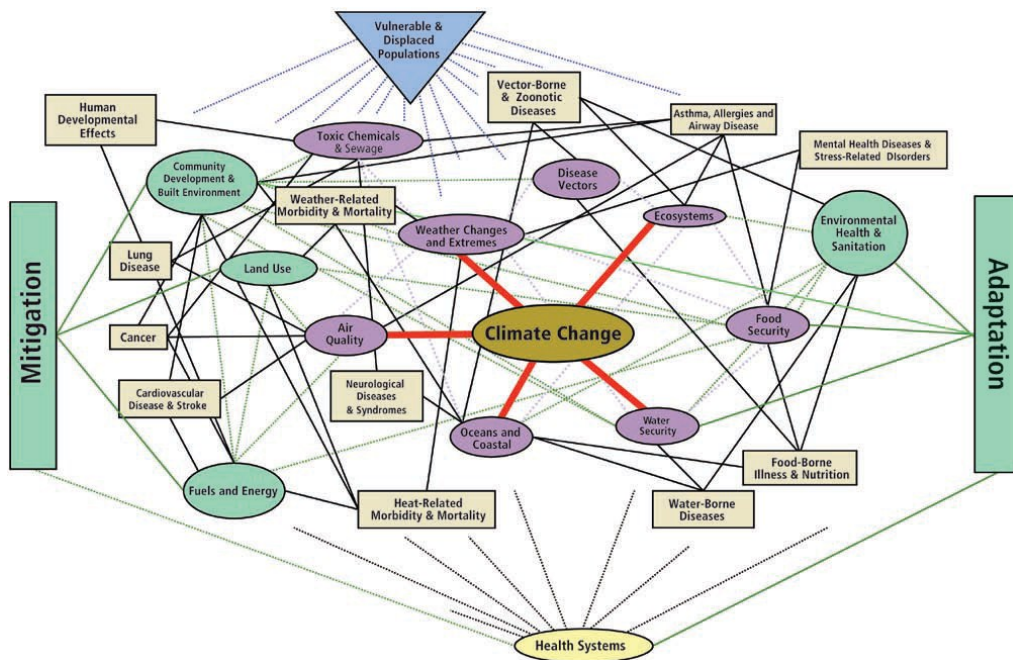 Vulnerable &
Displaced
Populations
Human
Developmental
Effects
Toxic Chemicals
& Sewage
Vector-Borne
& Zoonotic
Diseases
Asthma, Allergies and
Airway Disease
Mental Health Diseases &
Stress-Related Disorders
Community
Development &
Built Environment
Disease
Vectors
Weather-Related
Morbidity & Mortality
Weather Changes
and Extremes
Ecosystems
Environmental
Health &
Sanitation
Lung
Disease
Land Use
Mitigation
Adaptation
Cancer
Air
Quality
Climate Change
Food
Security
Cardiovascular
Disease & Stroke
Neurological
Diseases
& Syndromes
Oceans and
Coastal
Water
Security
Fuels and Energy
Heat-Related
Morbidity & Mortality
Water-Borne
Diseases
Food-Borne
Illness & Nutrition
Health Systems